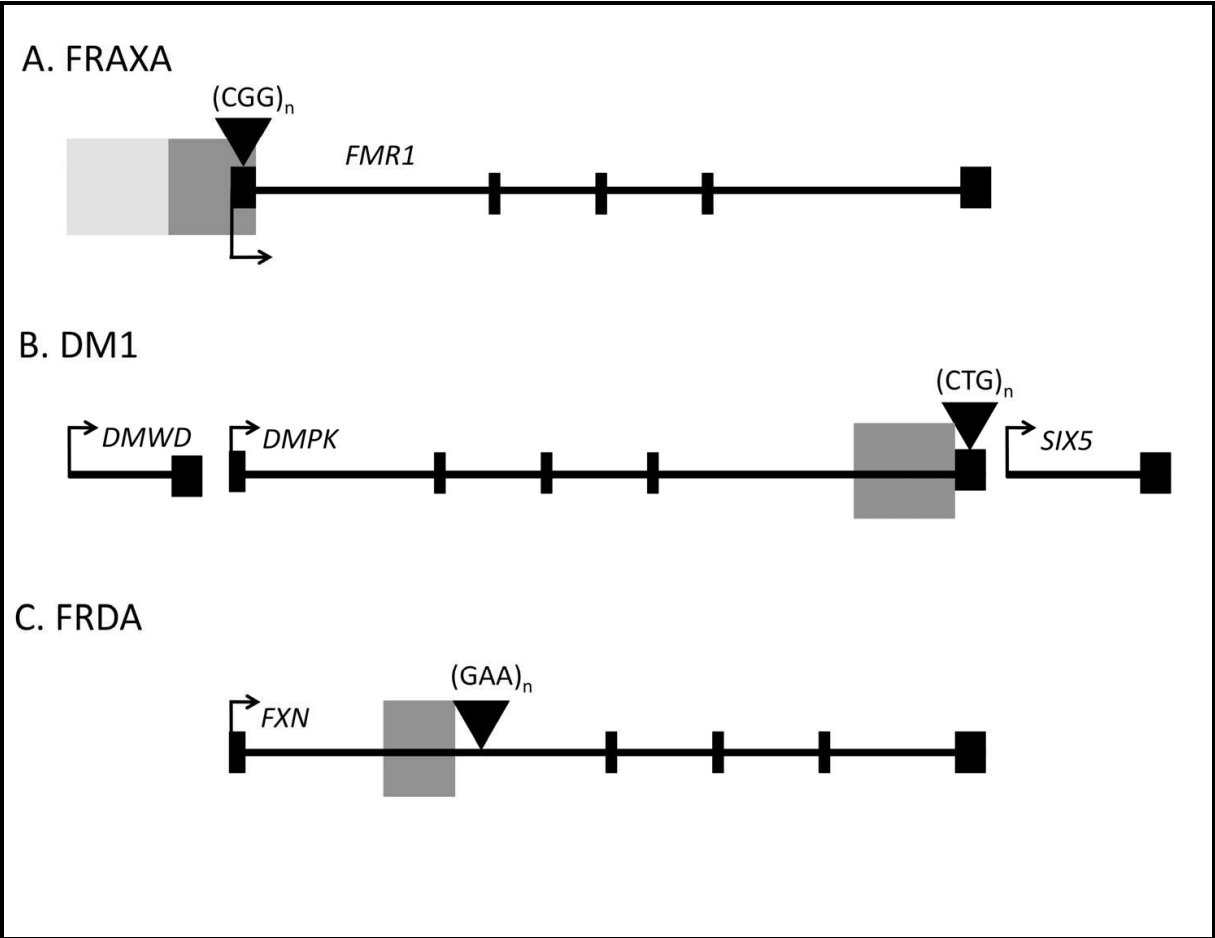 A. FRAXA
(CGG)n
FMR1
B. DM1
(CTG)n
DMWD DMPK SIX5
C. FRDA
(GAA)n
FXN